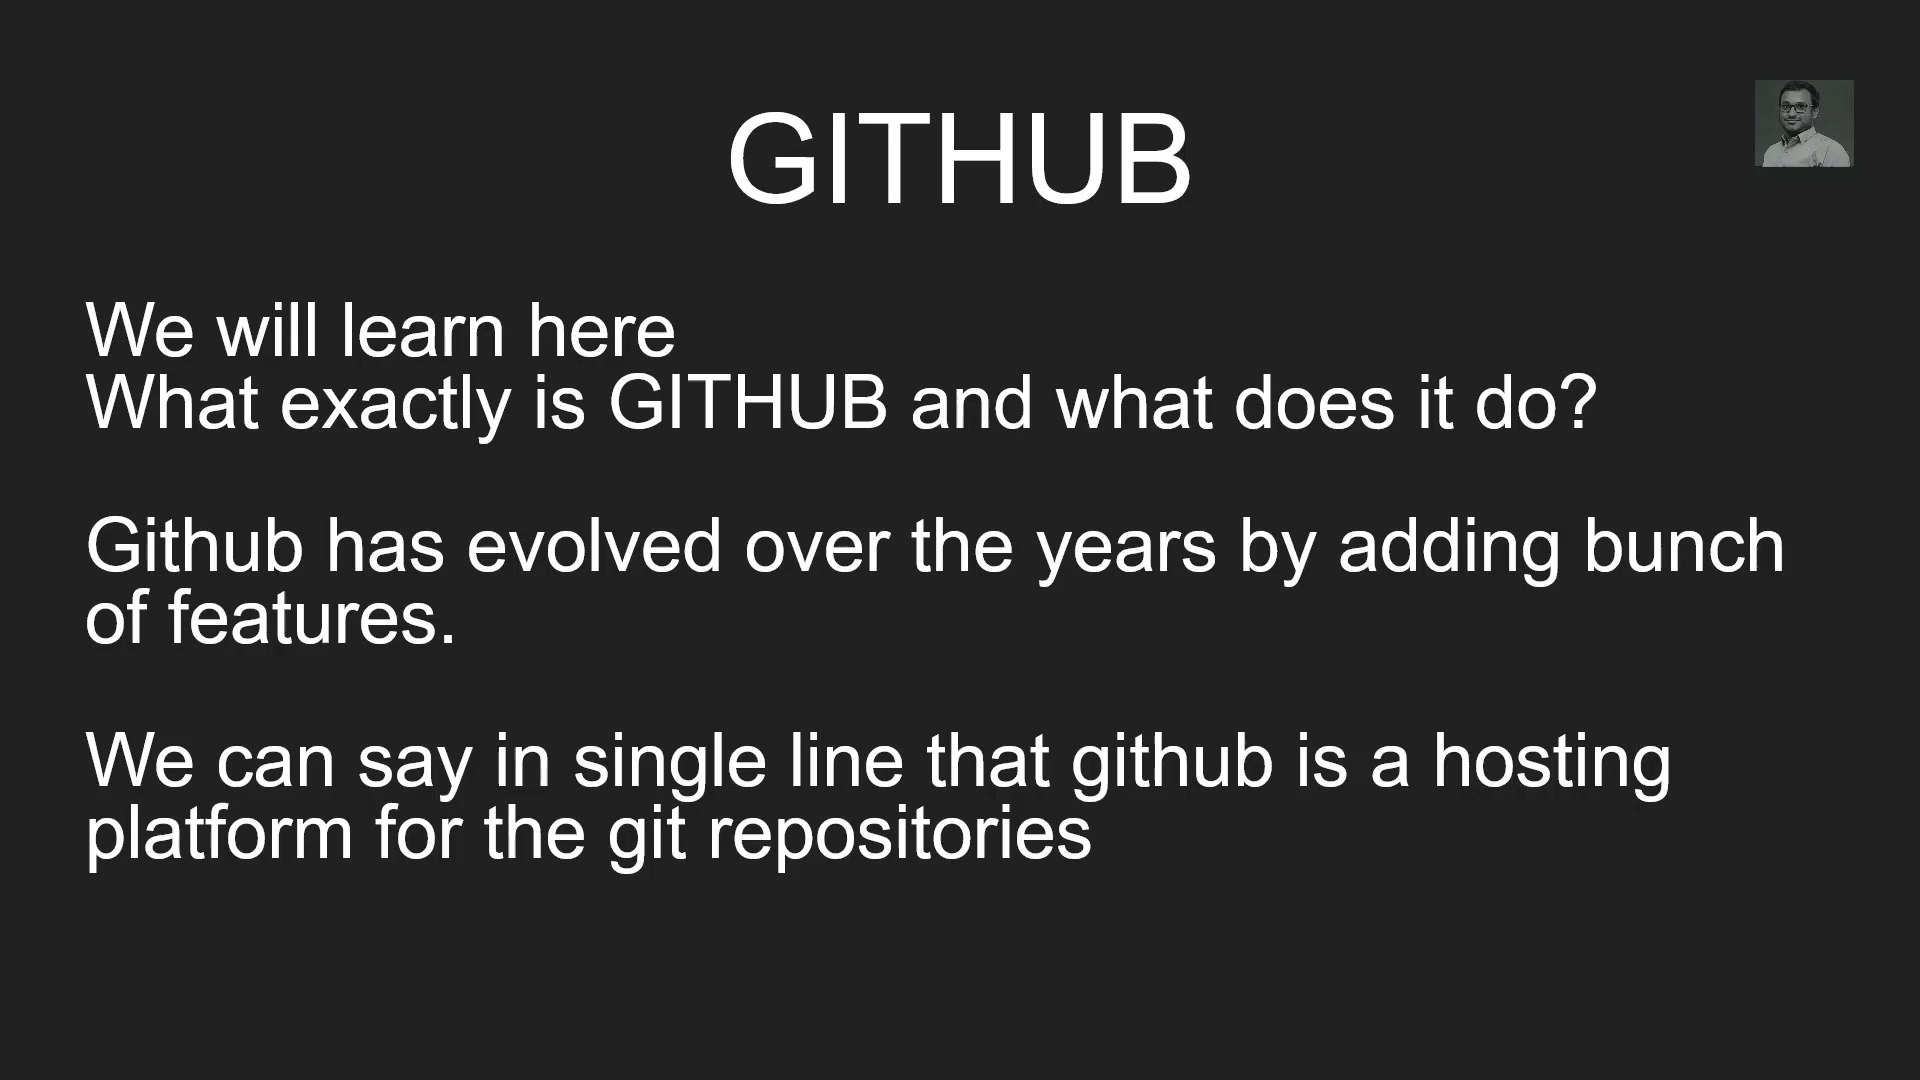 GITHUB
We will learn here
What exactly is GITHUB and what does it do?
Github has evolved over the years by adding bunch
of features.
We can say in single line that github is a hosting
platform for the git repositories